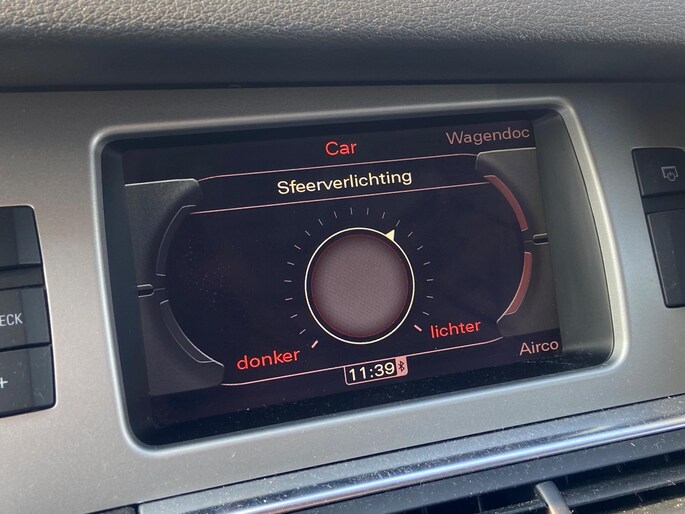 Car
Wagendoc
Sfeerverlichting
donker
lichter
11:39
Airco
ECK
+